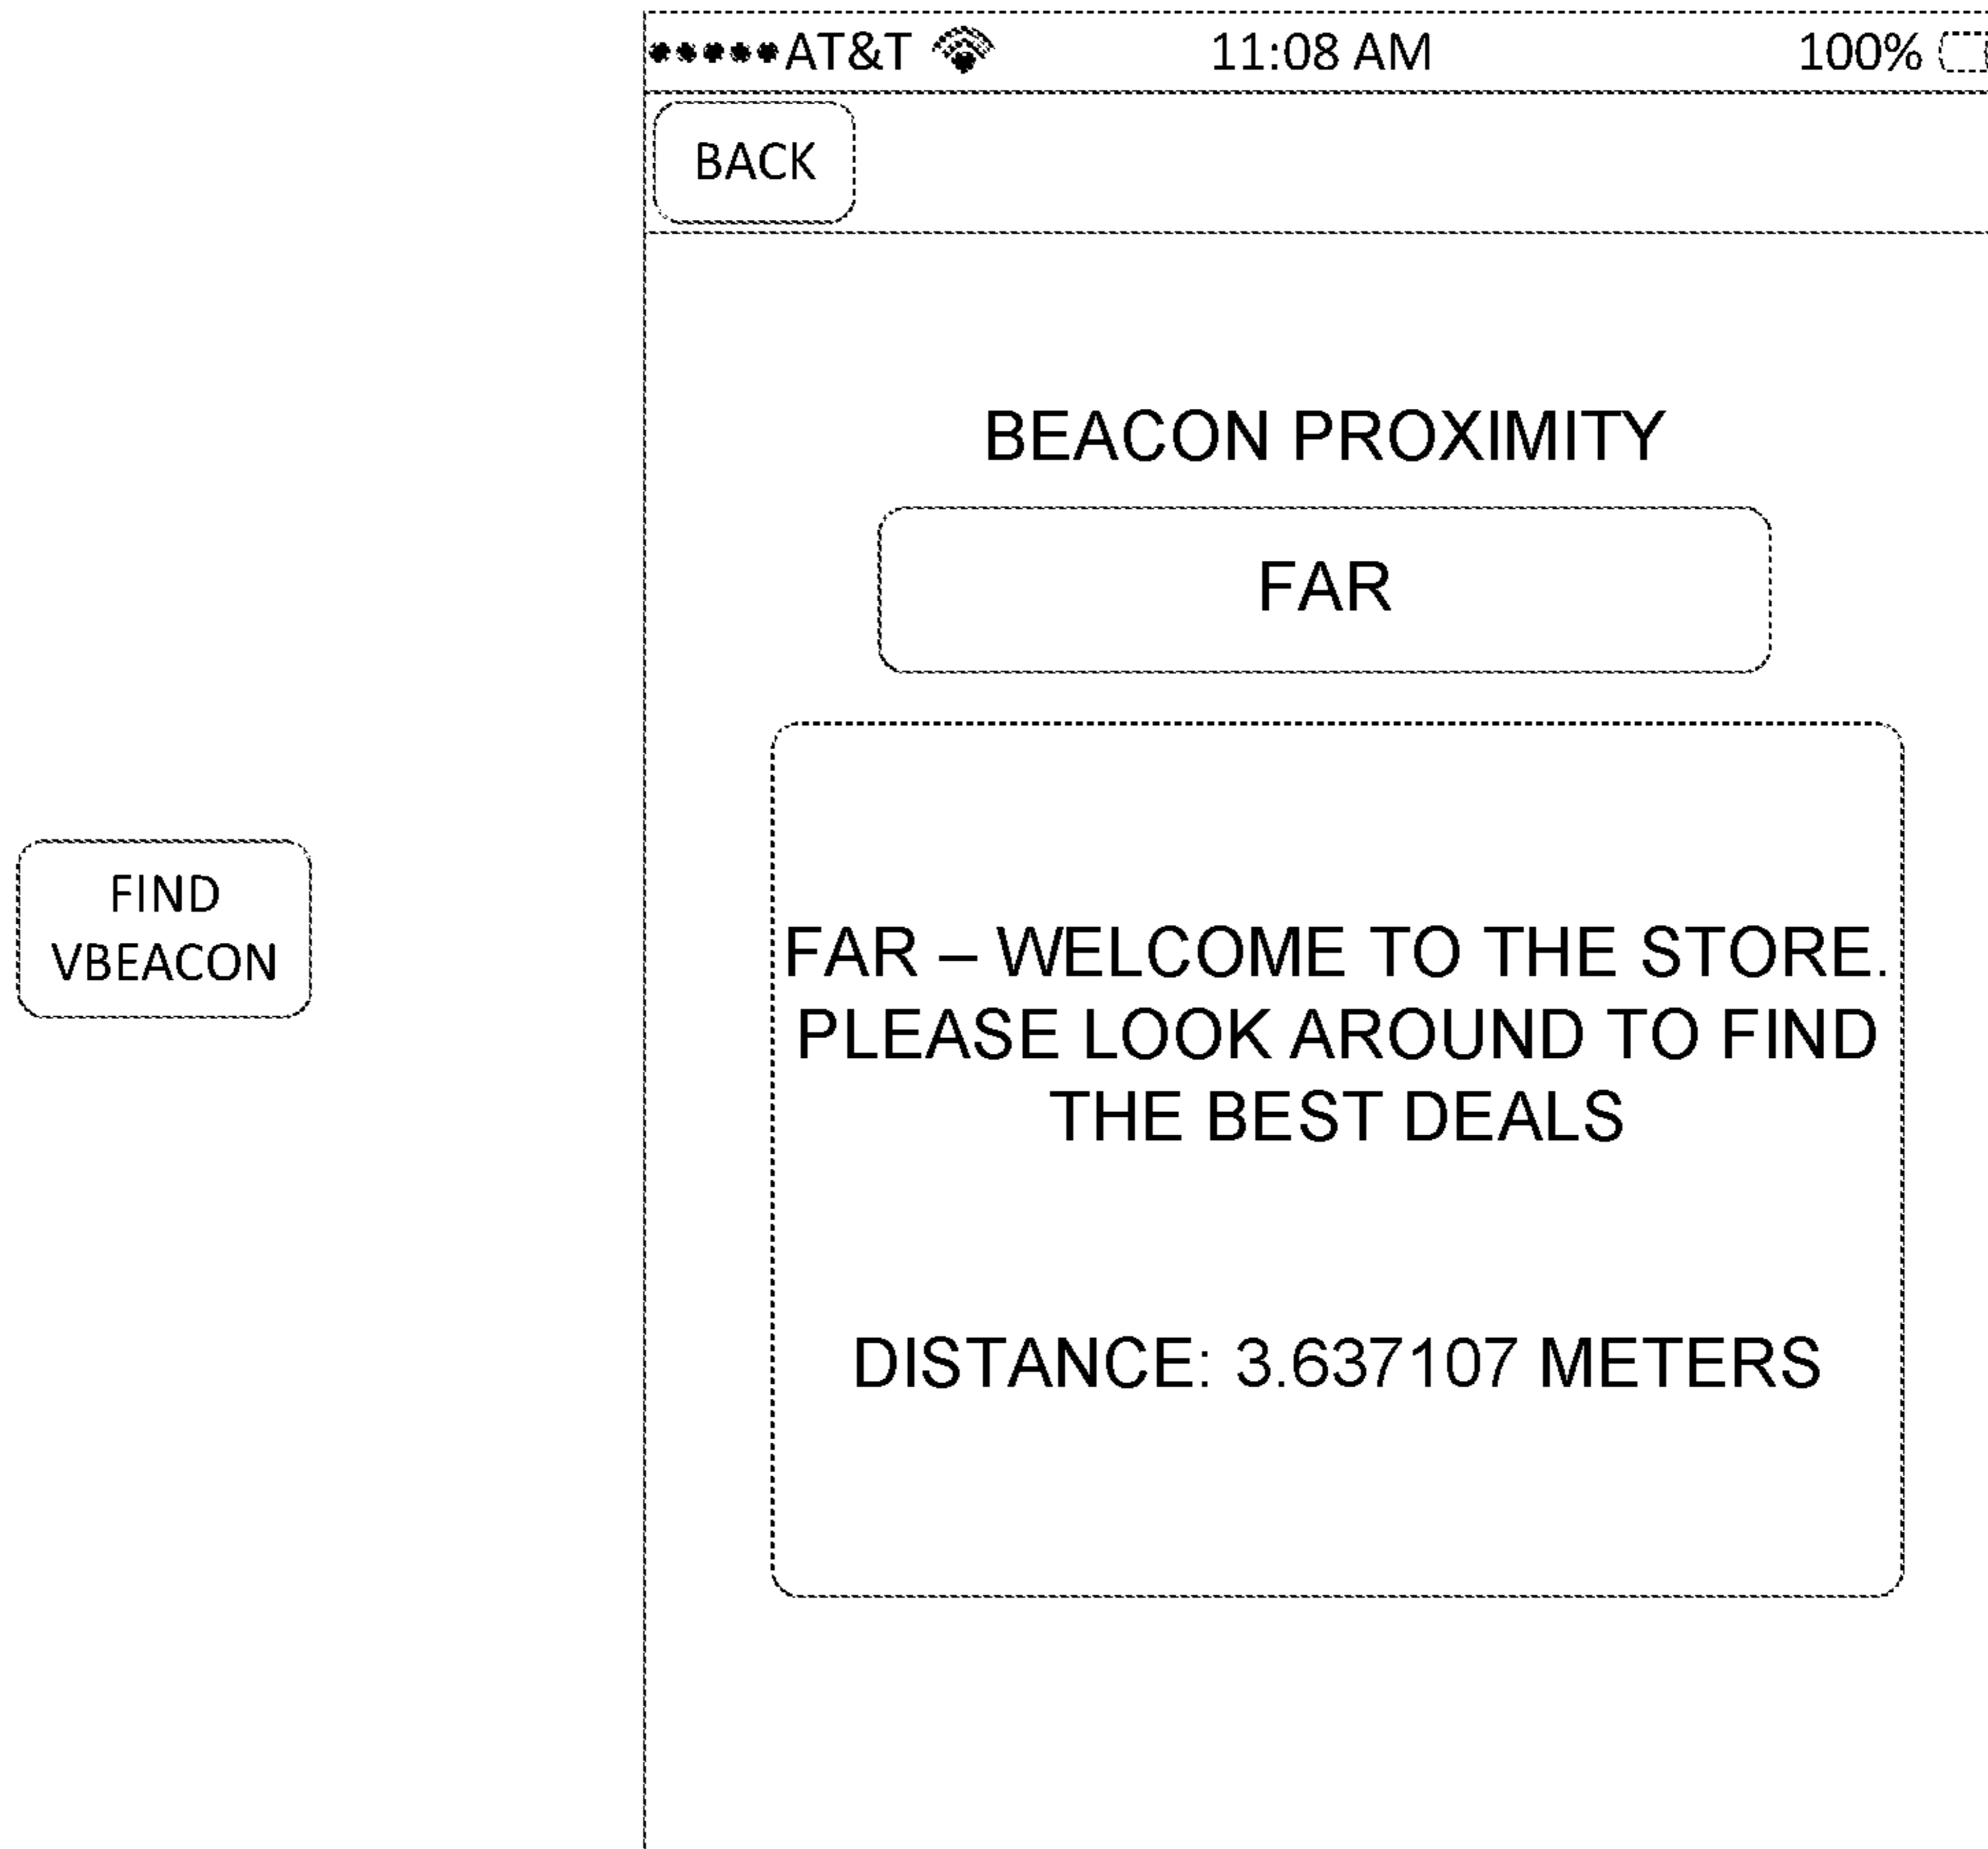 AT&T 11:08 AM 100%
BACK
BEACON PROXIMITY
FAR
FIND
VBEACON
FAR – WELCOME TO THE STORE.
PLEASE LOOK AROUND TO FIND
THE BEST DEALS
DISTANCE: 3.637107 METERS